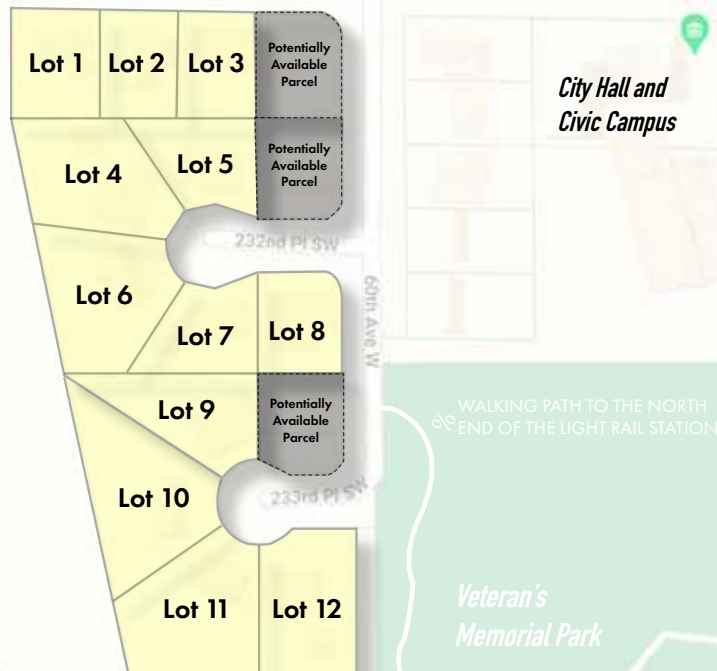 Lot 1
Lot 2
Lot 3
Potentially
Available
Parcel
City Hall and
Civic Campus
Lot 4
Lot 5
Potentially
Available
Parcel
232nd Pl SW
Lot 6
Lot 7
Lot 8
60th Ave W
Lot 9
Potentially
Available
Parcel
WALKING PATH TO THE NORTH
END OF THE LIGHT RAIL STATION
Lot 10
233rd Pl SW
Lot 11
Lot 12
Veteran's
Memorial Park